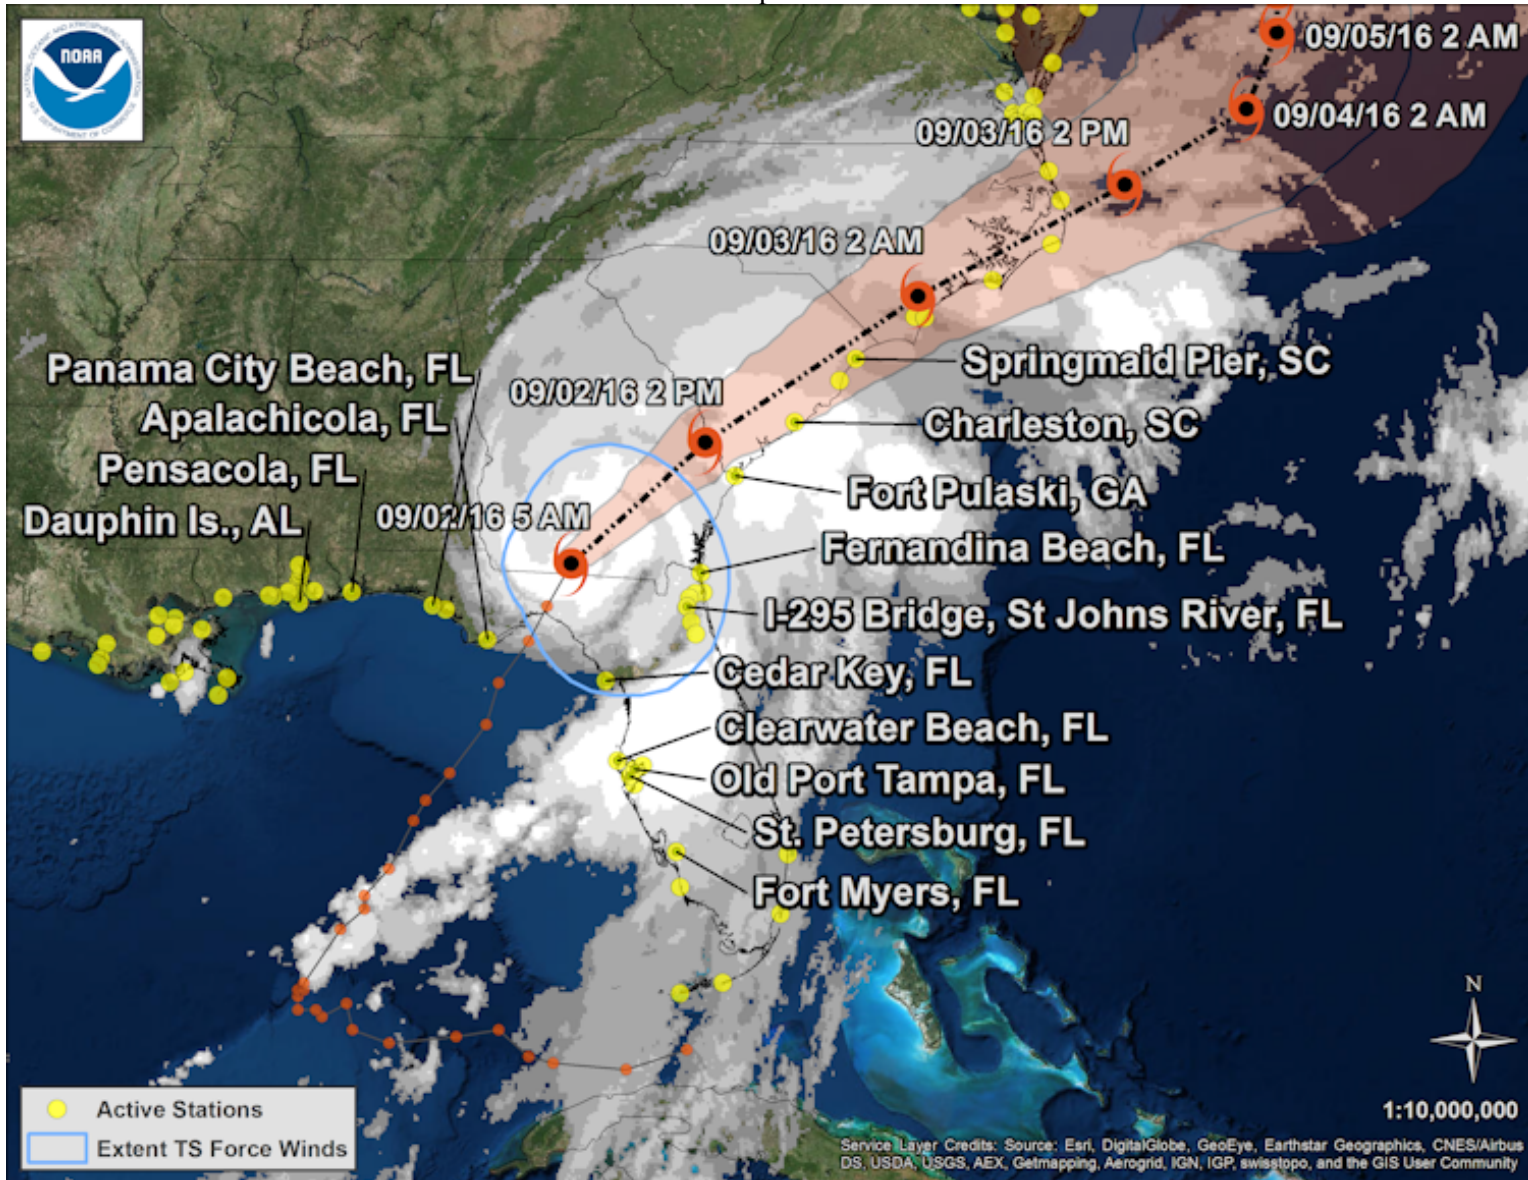 NOAA
09/05/16 2 AM
09/04/16 2 AM
09/03/16 2 PM
09/03/16 2 AM
Panama City Beach, FL
09/02/16 2 PM
Springmaid Pier, SC
Apalachicola, FL
Charleston, SC
Pensacola, FL
Fort Pulaski, GA
Dauphin Is., AL
09/02/16 5 AM
Fernandina Beach, FL
I-295 Bridge, St Johns River, FL
Cedar Key, FL
Clearwater Beach, FL
Old Port Tampa, FL
St. Petersburg, FL
Fort Myers, FL
N
Active Stations
Extent TS Force Winds
1:10,000,000
Service Layer Credits: Source: Esri, DigitalGlobe, GeoEye, Earthstar Geographics, CNES/Airbus
DS, USDA, USGS, AEX, Getmapping, Aerogrid, IGN, IGP, swisstopo, and the GIS User Community